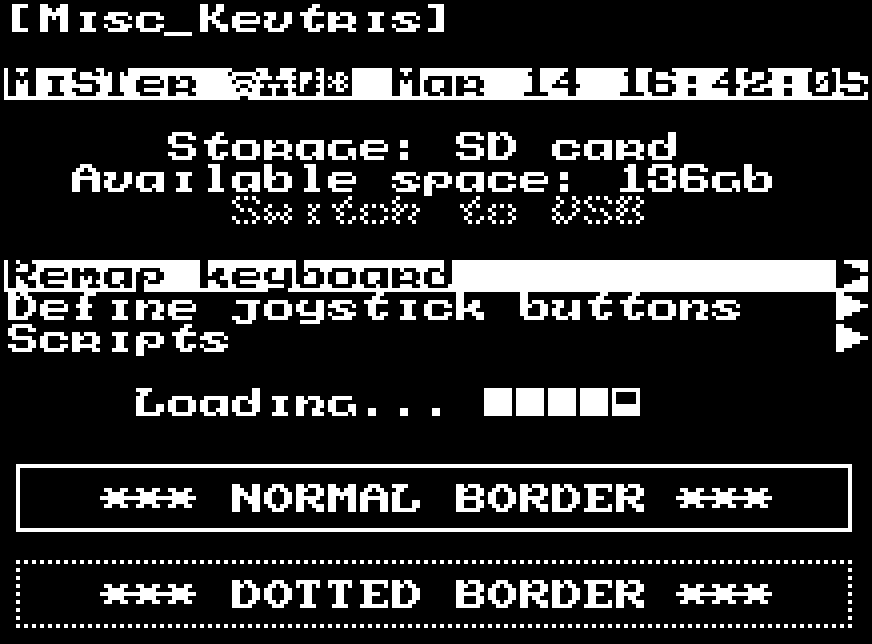 [Misc_Kevtris]
MiSTer Mar 14 16:42:0s
Storage: SD card
Available space: 136gb
Switch to USB
Remap keyboard
Define joystick buttons
Scripts
Loading...
*** NORMAL BORDER ***
*** DOTTED BORDER ***